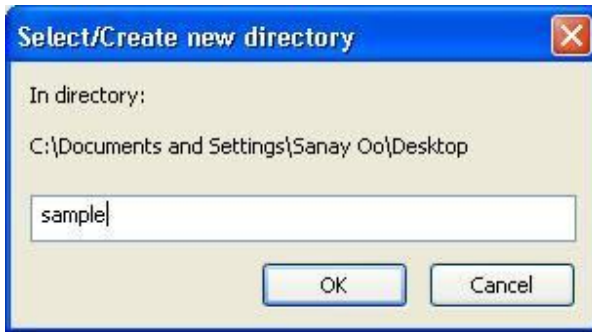 Select/Create new directory
In directory:
C:\Documents and Settings\Sanay Oo\Desktop
sample
OK Cancel